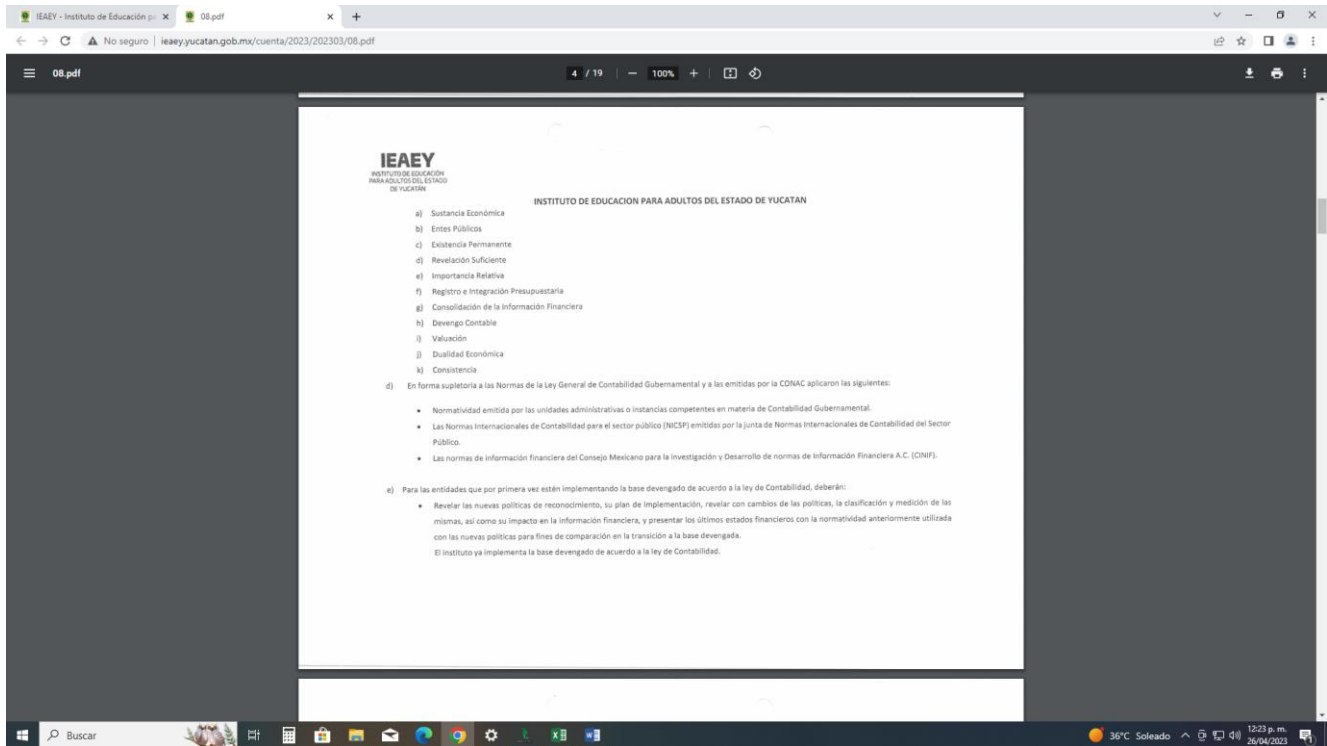 IEAEY - Instituto de Educación pa
08.pdf
No seguro | ieaey.yucatan.gob.mx/cuenta/2023/202303/08.pdf
08.pdf
4 / 19
100%
IEAEY
INSTITUTO DE EDUCACIÓN
PARA ADULTOS DEL ESTADO
DE YUCATÁN
INSTITUTO DE EDUCACION PARA ADULTOS DEL ESTADO DE YUCATAN
a) Sustancia Económica
b) Entes Públicos
c) Existencia Permanente
d) Revelación Suficiente
e) Importancia Relativa
f) Registro e Integración Presupuestaria
g) Consolidación de la Información Financiera
h) Devengo Contable
i) Valuación
j) Dualidad Económica
k) Consistencia
d) En forma supletoria a las Normas de la Ley General de Contabilidad Gubernamental y a las emitidas por la CONAC aplicaron las siguientes:
• Normatividad emitida por las unidades administrativas o instancias competentes en materia de Contabilidad Gubernamental.
• Las Normas Internacionales de Contabilidad para el sector público (NICSP) emitidas por la junta de Normas Internacionales de Contabilidad del Sector
Público.
• Las normas de información financiera del Consejo Mexicano para la investigación y Desarrollo de normas de Información Financiera A.C. (CINIF).
e) Para las entidades que por primera vez estén implementando la base devengado de acuerdo a la ley de Contabilidad, deberán:
• Revelar las nuevas políticas de reconocimiento, su plan de implementación, revelar con cambios de las políticas, la clasificación y medición de las
mismas, así como su impacto en la información financiera, y presentar los últimos estados financieros con la normatividad anteriormente utilizada
con las nuevas políticas para fines de comparación en la transición a la base devengada.
El instituto ya implementa la base devengado de acuerdo a la ley de Contabilidad.
Buscar
36°C Soleado
12:23 p. m.
26/04/2023